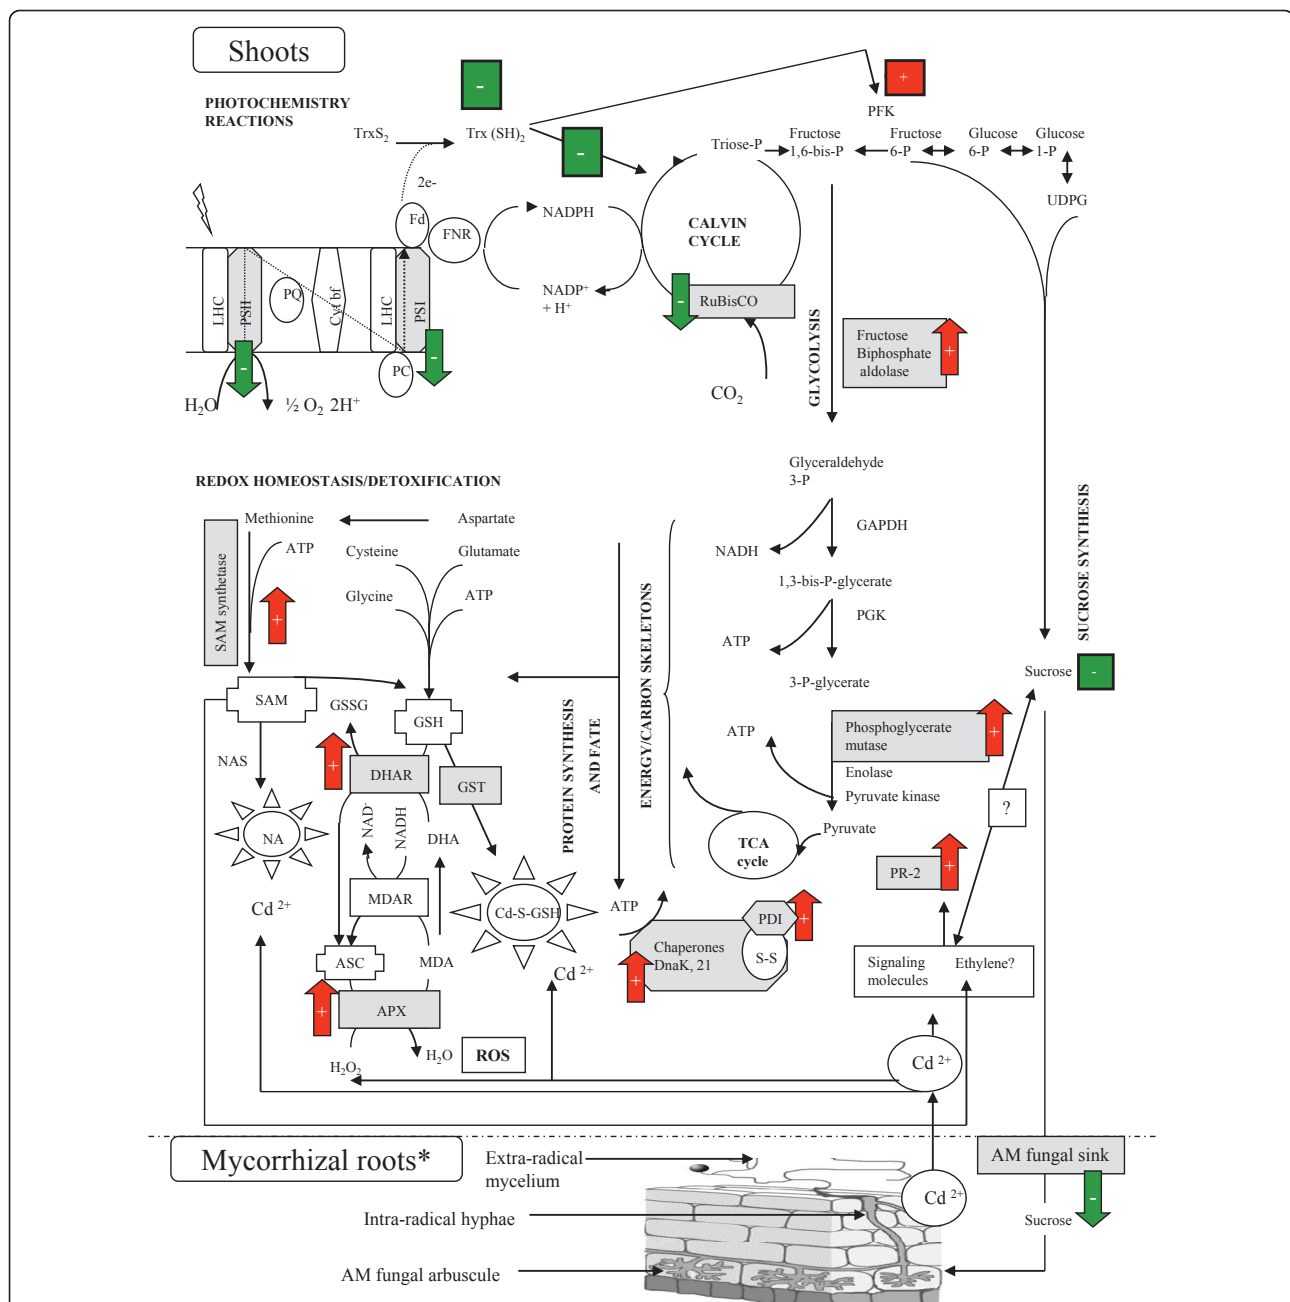 Shoots
PHOTOCHEMISTRY
REACTIONS
-
+
PFK
TrxS2
Trx (SH)2
-
2e-
Triose-P
Fructose
1,6-bis-P
Fructose
6-P
Glucose
6-P
Glucose
1-P
UDPG
Fd
FNR
NADPH
NADP+
+ H+
CALVIN
CYCLE
LHC
PSII
PQ
Cyt bf
LHC
PSI
PC
-
-
-
RuBisCO
CO2
H2O
½ O2 2H+
GLYCOLYSIS
Fructose
Biphosphate
aldolase
+
REDOX HOMEOSTASIS/DETOXIFICATION
Methionine
Aspartate
ATP
Cysteine
Glutamate
Glycine
ATP
SAM synthetase
+
SAM
GSSG
GSH
NAS
+
DHAR
GST
NAD-
NADH
DHA
NA
MDAR
Cd 2+
ASC
MDA
+
APX
H2O2
H2O
ROS
Cd-S-GSH
Cd 2+
PROTEIN SYNTHESIS
AND FATE
ENERGY/CARBON SKELETONS
Glyceraldehyde
3-P
GAPDH
NADH
1,3-bis-P-glycerate
PGK
ATP
3-P-glycerate
ATP
Phosphoglycerate
mutase
+
Enolase
Pyruvate kinase
Pyruvate
TCA
cycle
SUCROSE SYNTHESIS
Sucrose
-
?
PR-2
+
ATP
PDI
+
Chaperones
DnaK, 21
S-S
+
Signaling
molecules
Ethylene?
Cd 2+
Mycorrhizal roots*
Extra-radical
mycelium
Intra-radical hyphae
AM fungal arbuscule
Cd 2+
AM fungal sink
-
Sucrose